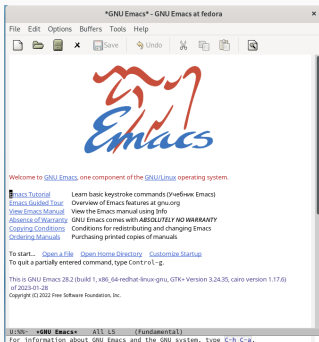 *GNU Emacs* - GNU Emacs at fedora
File Edit Options Buffers Tools Help
Save Undo
Emacs
Welcome to GNU Emacs, one component of the GNU/Linux operating system.
Emacs Tutorial Learn basic keystroke commands (Учебник Emacs)
Emacs Guided Tour Overview of Emacs features at gnu.org
View Emacs Manual View the Emacs manual using Info
Absence of Warranty GNU Emacs comes with ABSOLUTELY NO WARRANTY
Copying Conditions Conditions for redistributing and changing Emacs
Ordering Manuals Purchasing printed copies of manuals
To start... Open a File Open Home Directory Customize Startup
To quit a partially entered command, type Control-g.
This is GNU Emacs 28.2 (build 1, x86_64-redhat-linux-gnu, GTK+ Version 3.24.35, cairo version 1.17.6)
of 2023-01-28
Copyright (C) 2022 Free Software Foundation, Inc.
U:%%- *GNU Emacs* All L5 (Fundamental)
For information about GNU Emacs and the GNU system, type C-h C-a.